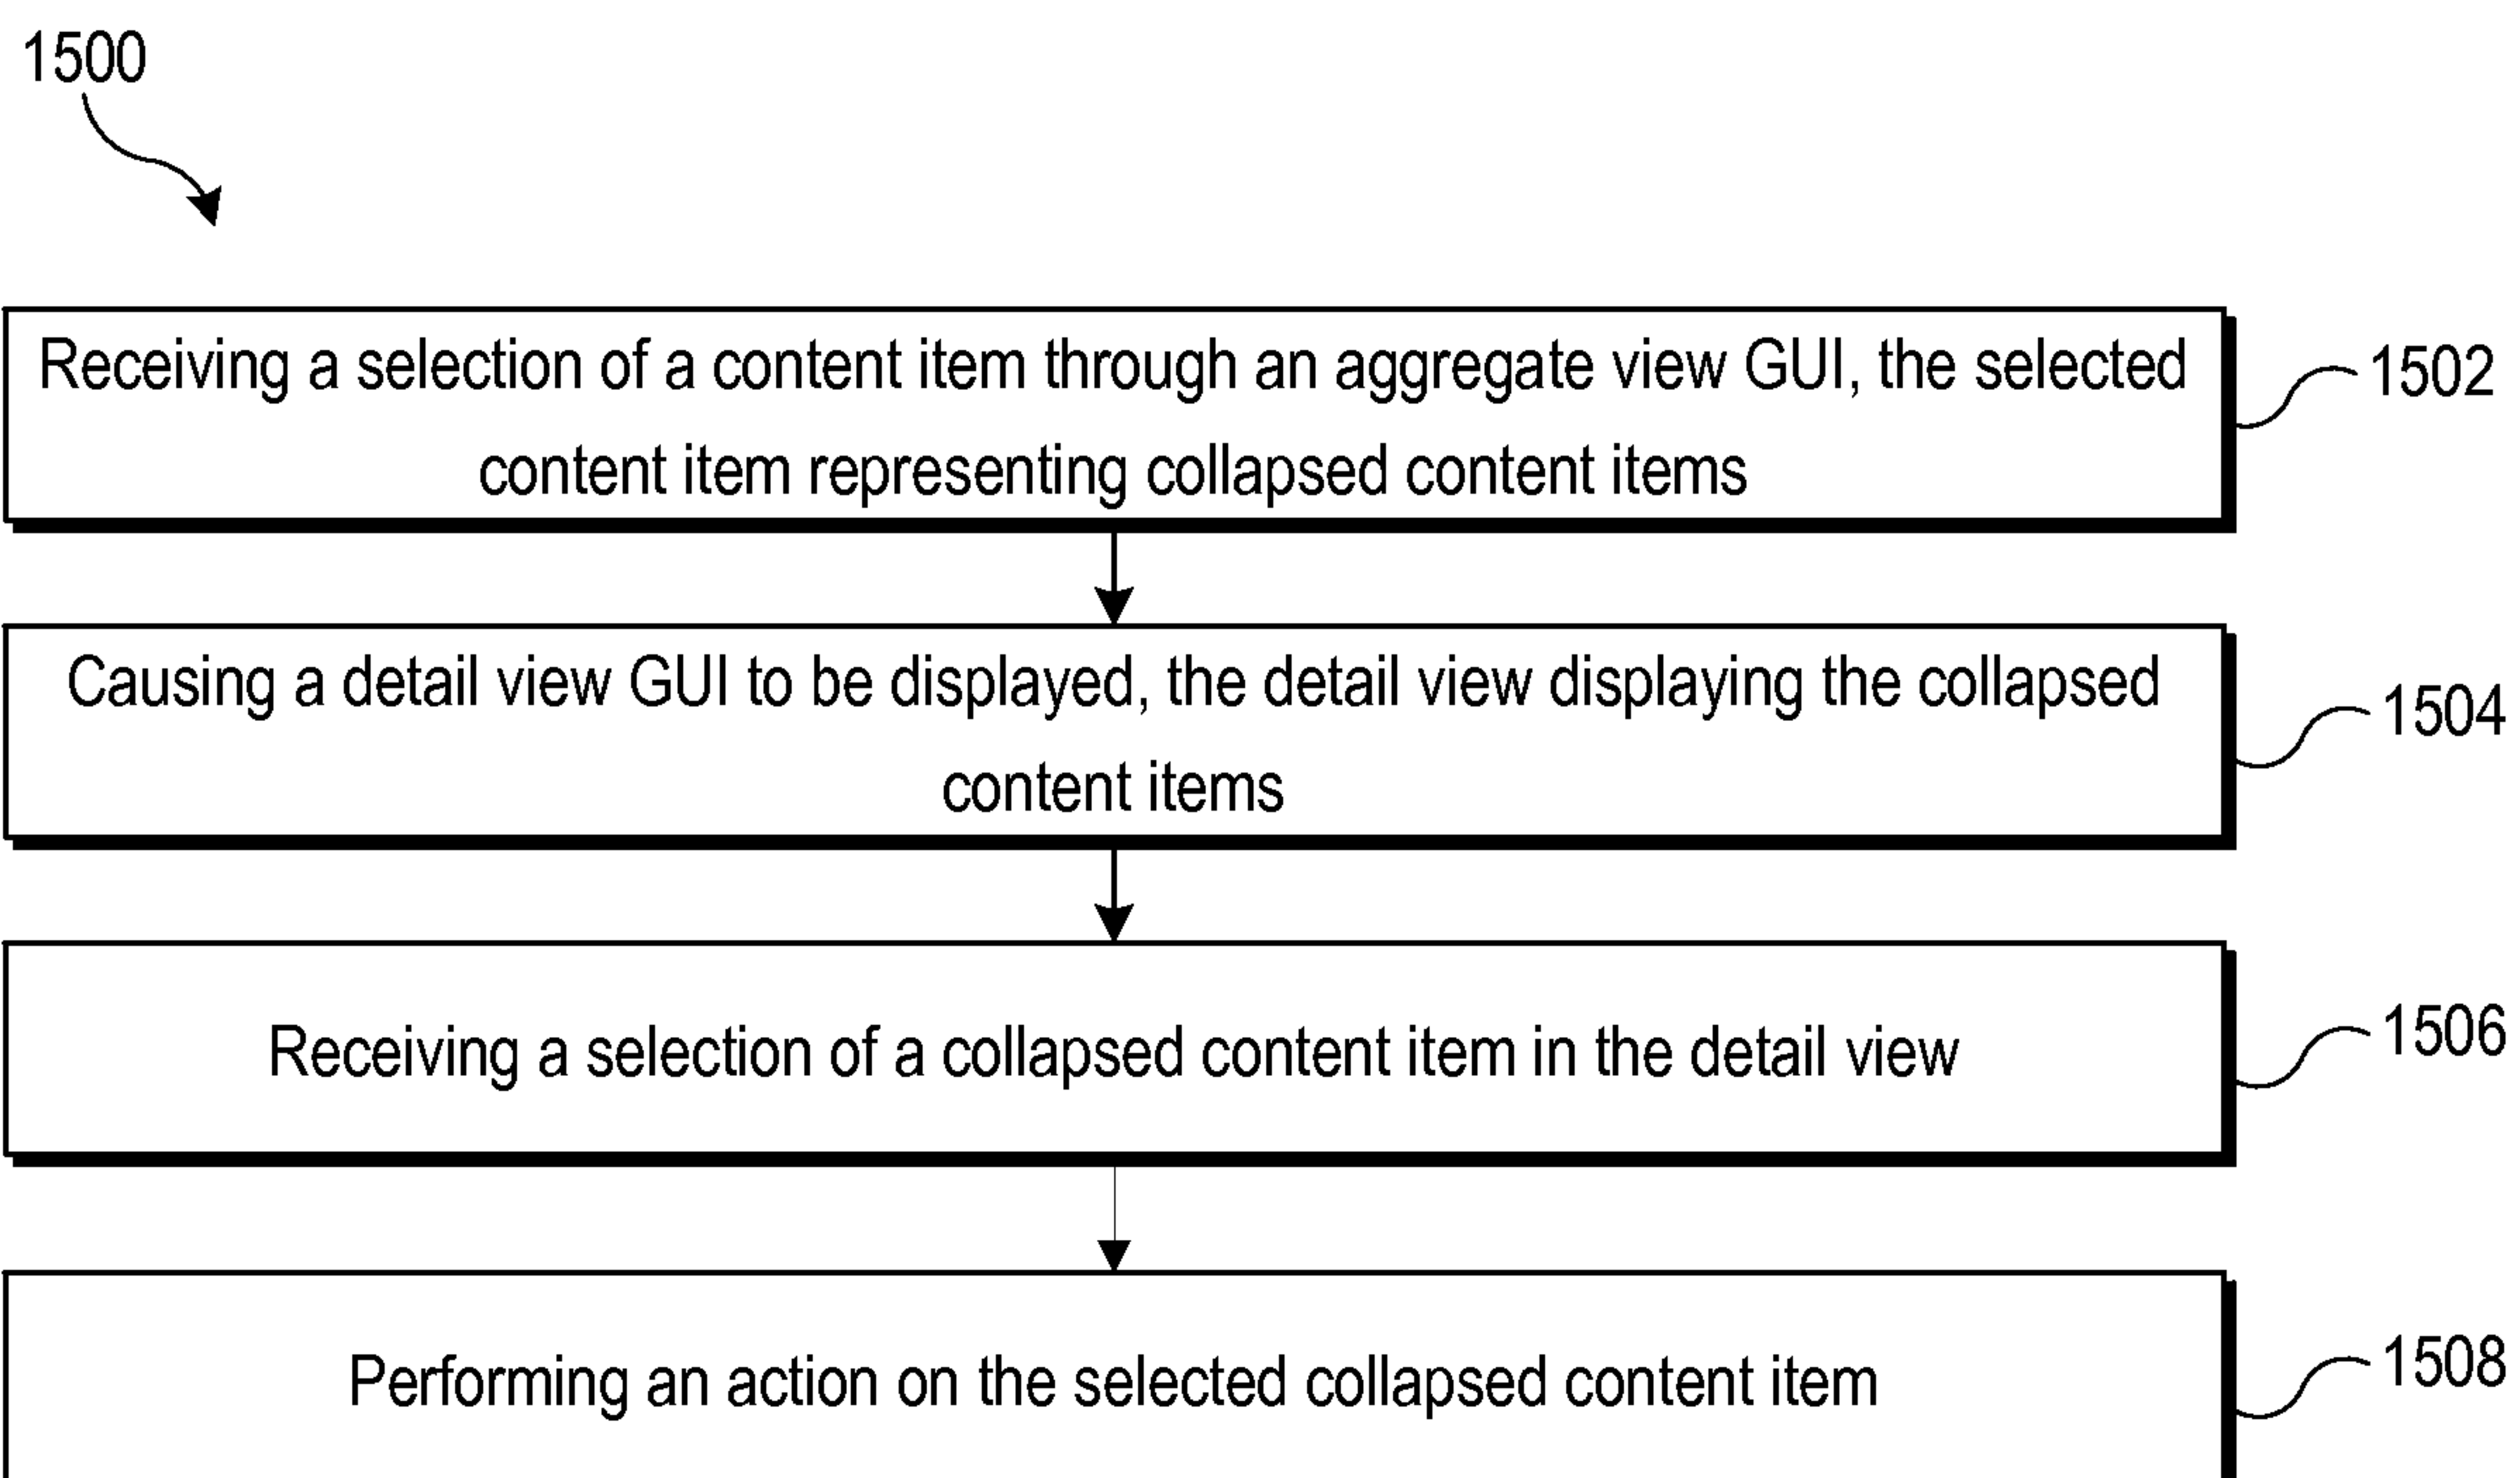 1500
Receiving a selection of a content item through an aggregate view GUI, the selected
content item representing collapsed content items
1502
Causing a detail view GUI to be displayed, the detail view displaying the collapsed
content items
1504
Receiving a selection of a collapsed content item in the detail view
1506
Performing an action on the selected collapsed content item
1508